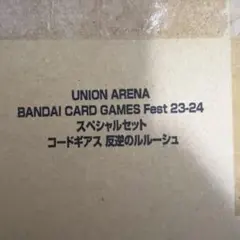 UNION ARENA
BANDAI CARD GAMES Fest 23-24
スペシャルセット
コードギアス 反逆のルルーシュ